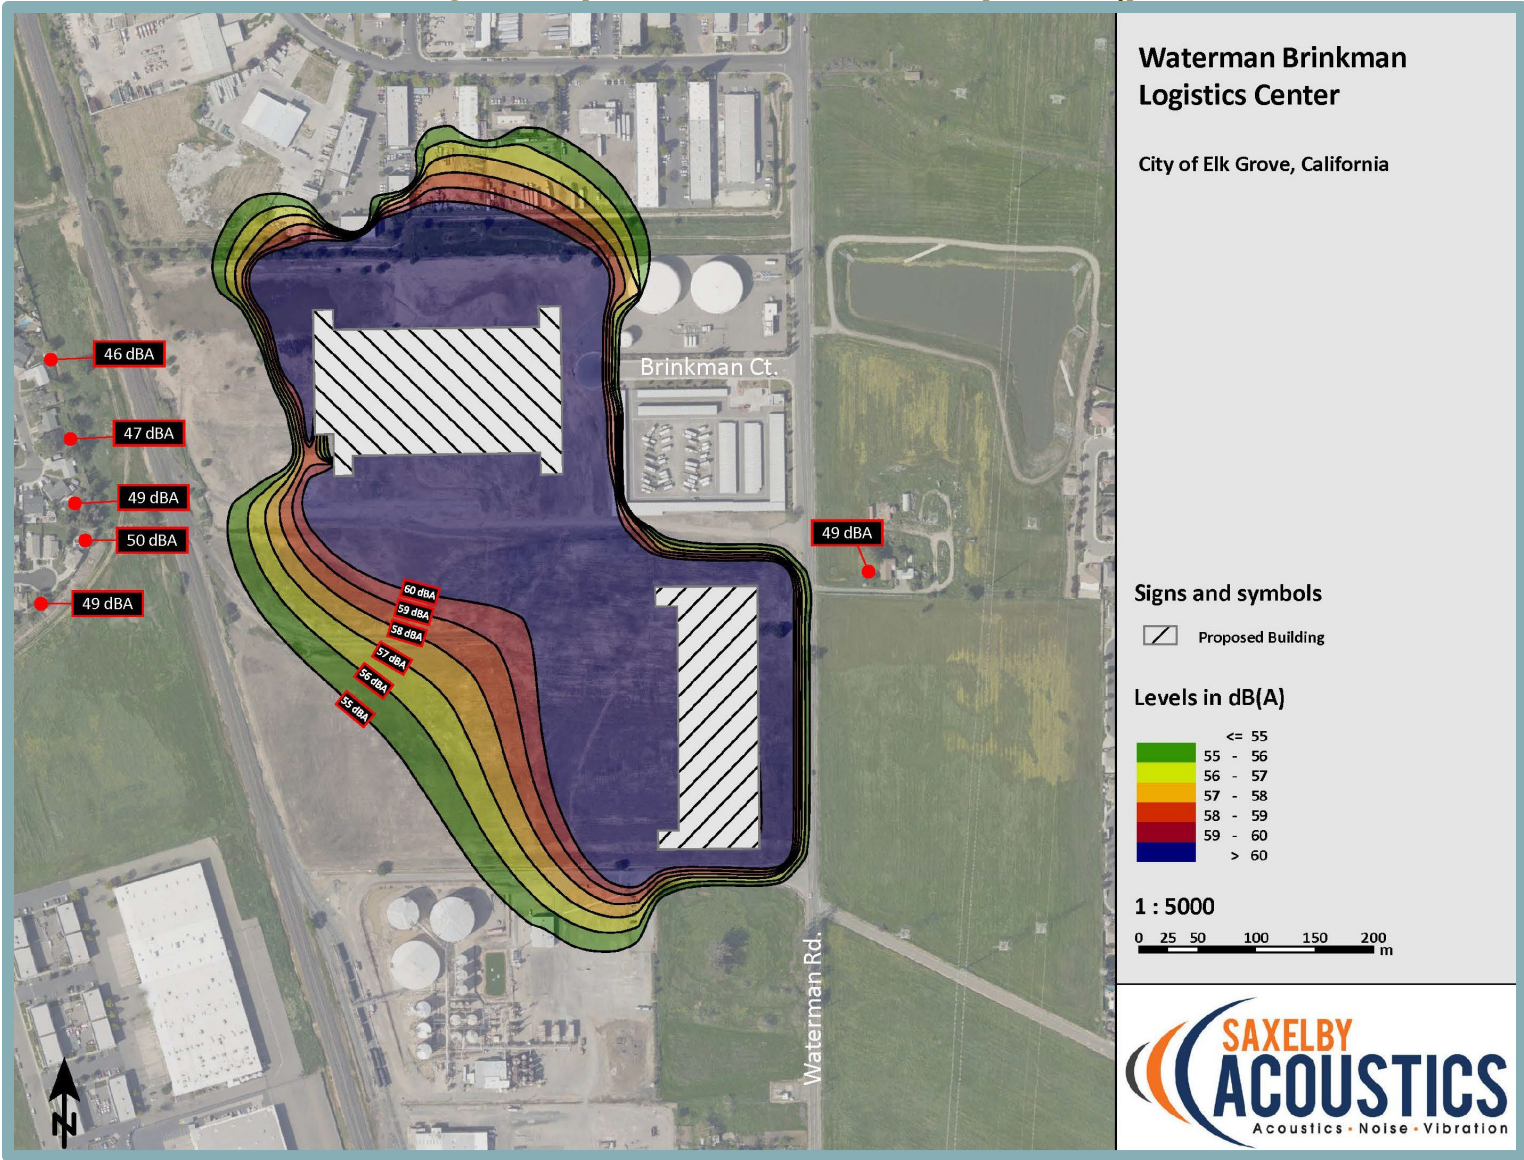 Waterman Brinkman
Logistics Center
City of Elk Grove, California
46 dBA
Brinkman Ct.
47 dBA
49 dBA
50 dBA
49 dBA
49 dBA
60 dBA
59 dBA
58 dBA
57 dBA
56 dBA
55 dBA
Waterman Rd.
N
Signs and symbols
Proposed Building
Levels in dB(A)
<= 55
55 - 56
56 - 57
57 - 58
58 - 59
59 - 60
> 60
1 : 5000
0 25 50 100 150 200
m
SAXELBY
ACOUSTICS
Acoustics • Noise • Vibration